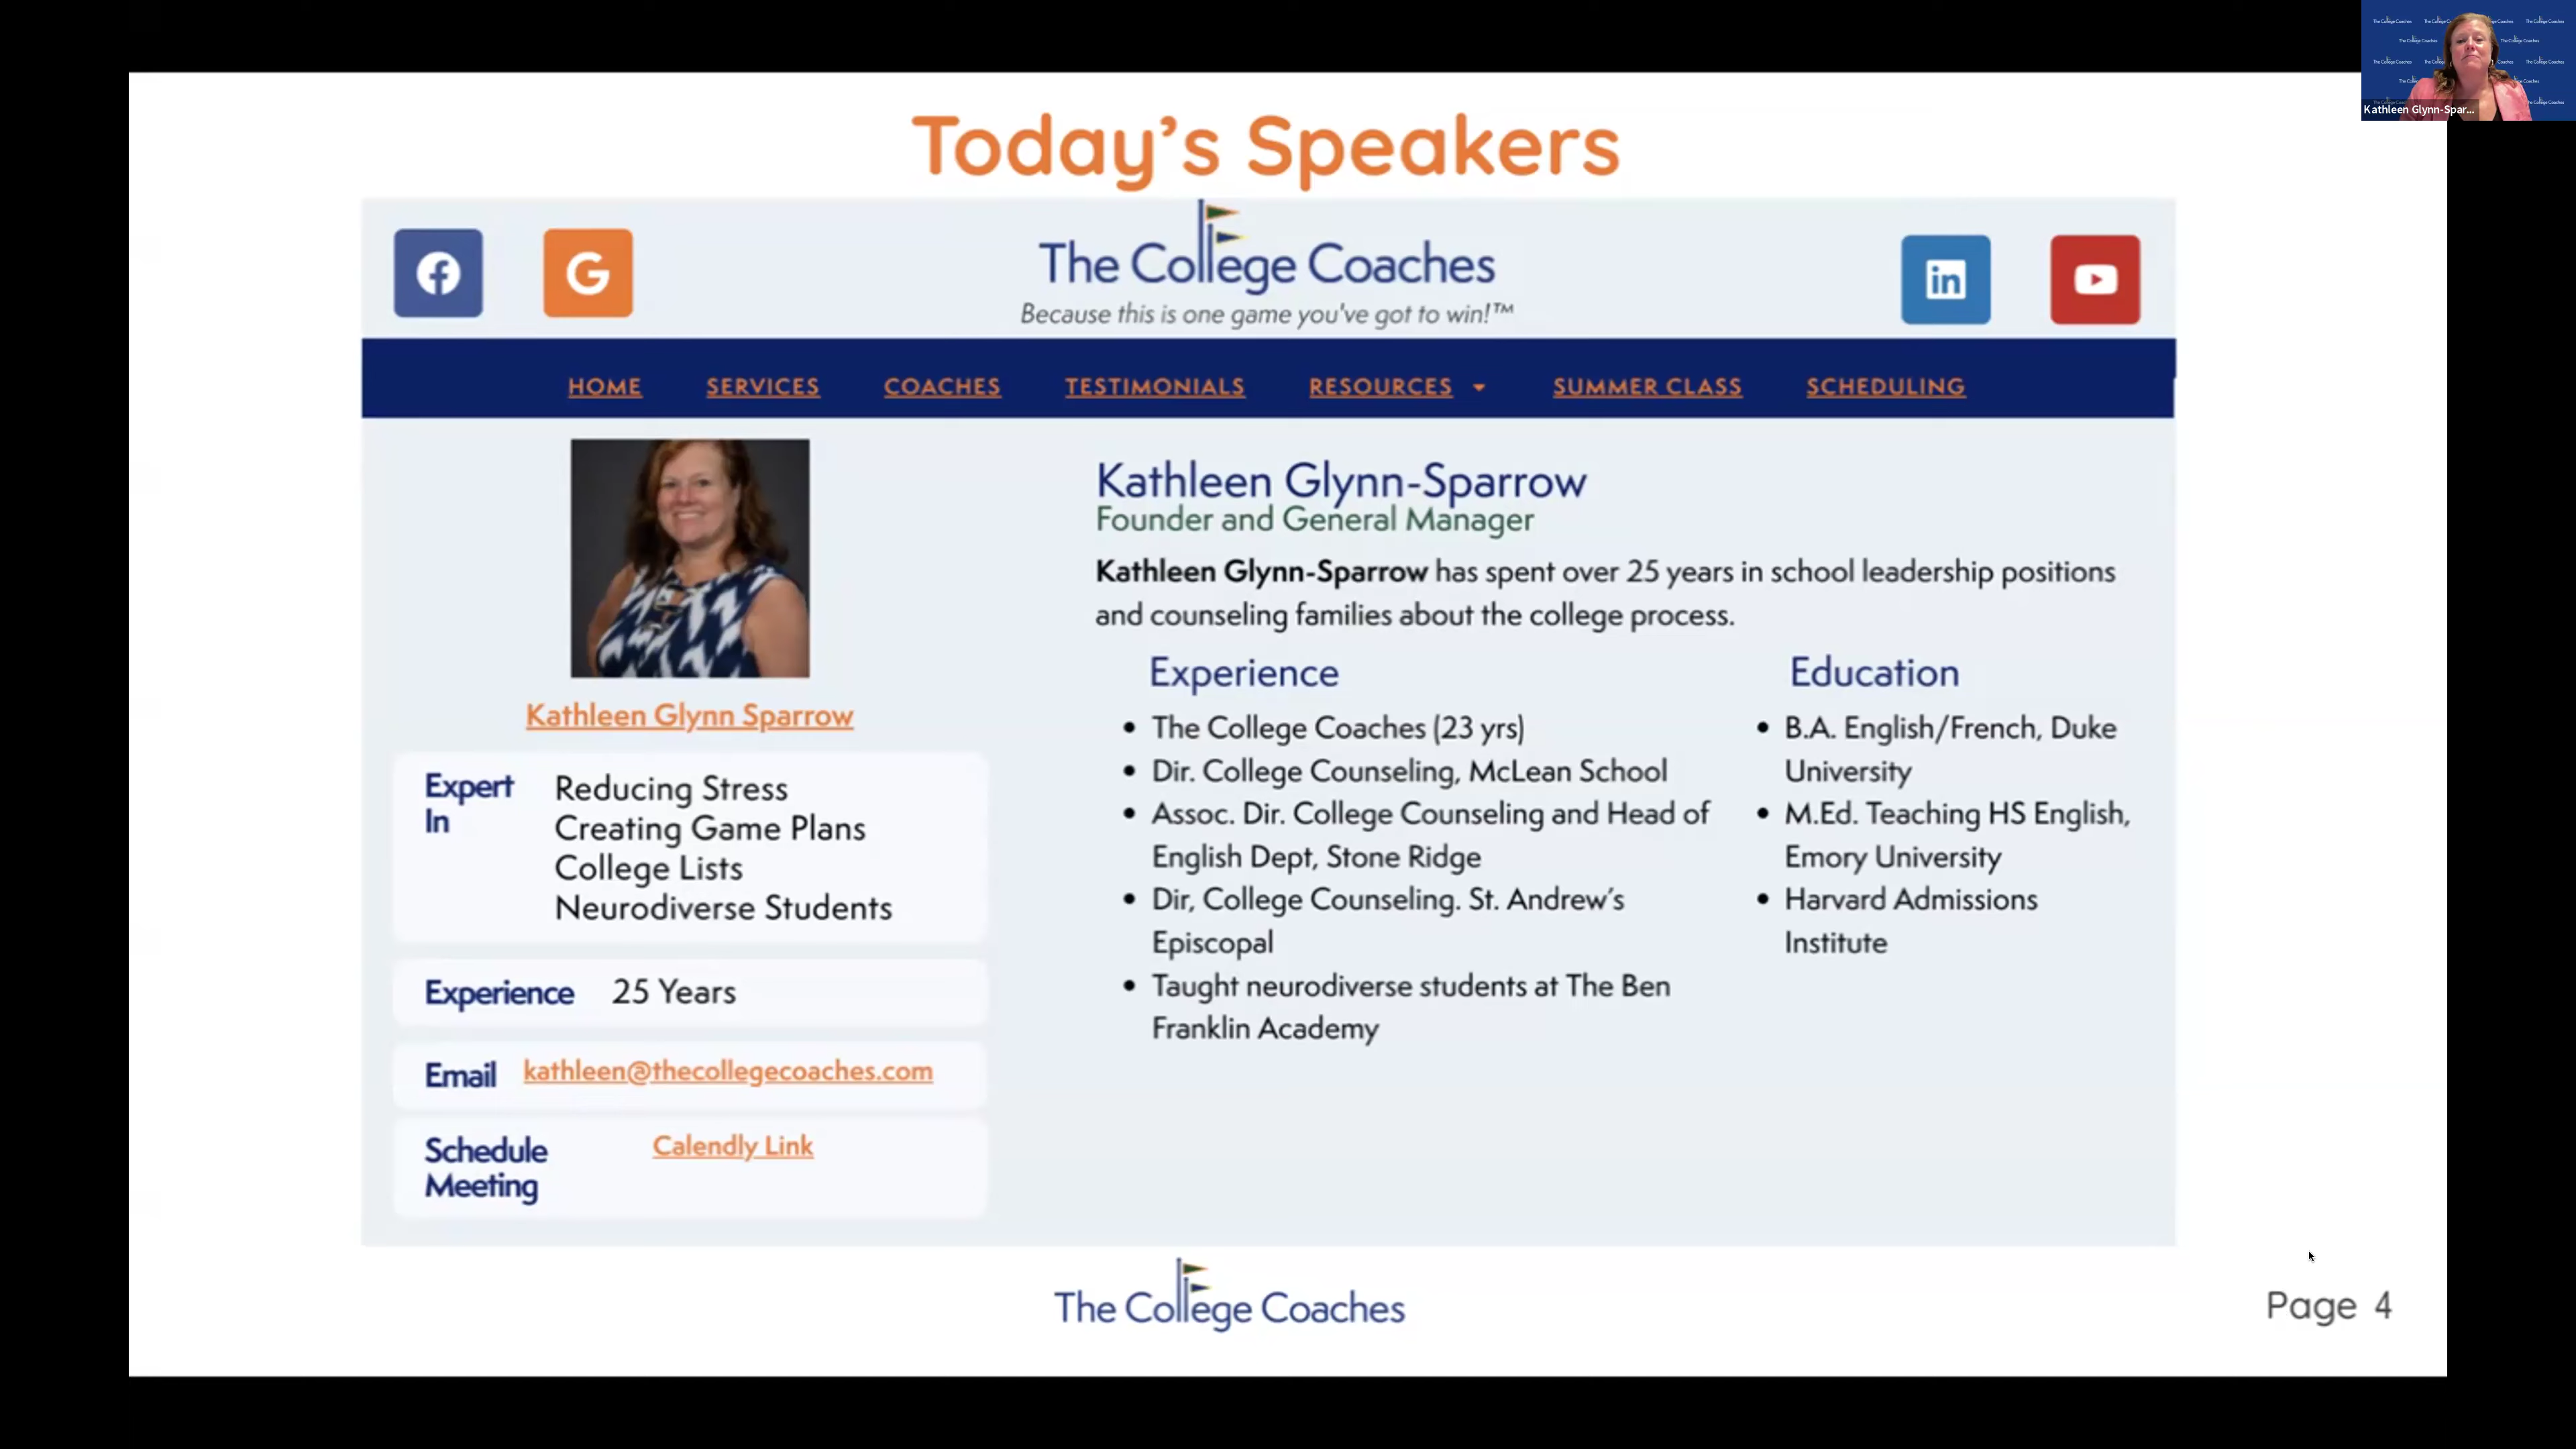 Today's Speakers
The College Coaches
Because this is one game you've got to win!™
HOME SERVICES COACHES TESTIMONIALS RESOURCES SUMMER CLASS SCHEDULING
Kathleen Glynn Sparrow
Expert
In
Reducing Stress
Creating Game Plans
College Lists
Neurodiverse Students
Experience 25 Years
Email kathleen@thecollegecoaches.com
Schedule
Meeting
Calendly Link
Kathleen Glynn-Sparrow
Founder and General Manager
Kathleen Glynn-Sparrow has spent over 25 years in school leadership positions
and counseling families about the college process.
Experience
• The College Coaches (23 yrs)
• Dir. College Counseling, McLean School
• Assoc. Dir. College Counseling and Head of
English Dept, Stone Ridge
• Dir, College Counseling. St. Andrew's
Episcopal
• Taught neurodiverse students at The Ben
Franklin Academy
Education
• B.A. English/French, Duke
University
• M.Ed. Teaching HS English,
Emory University
• Harvard Admissions
Institute
The College Coaches
Page 4
Kathleen Glynn-Spar...